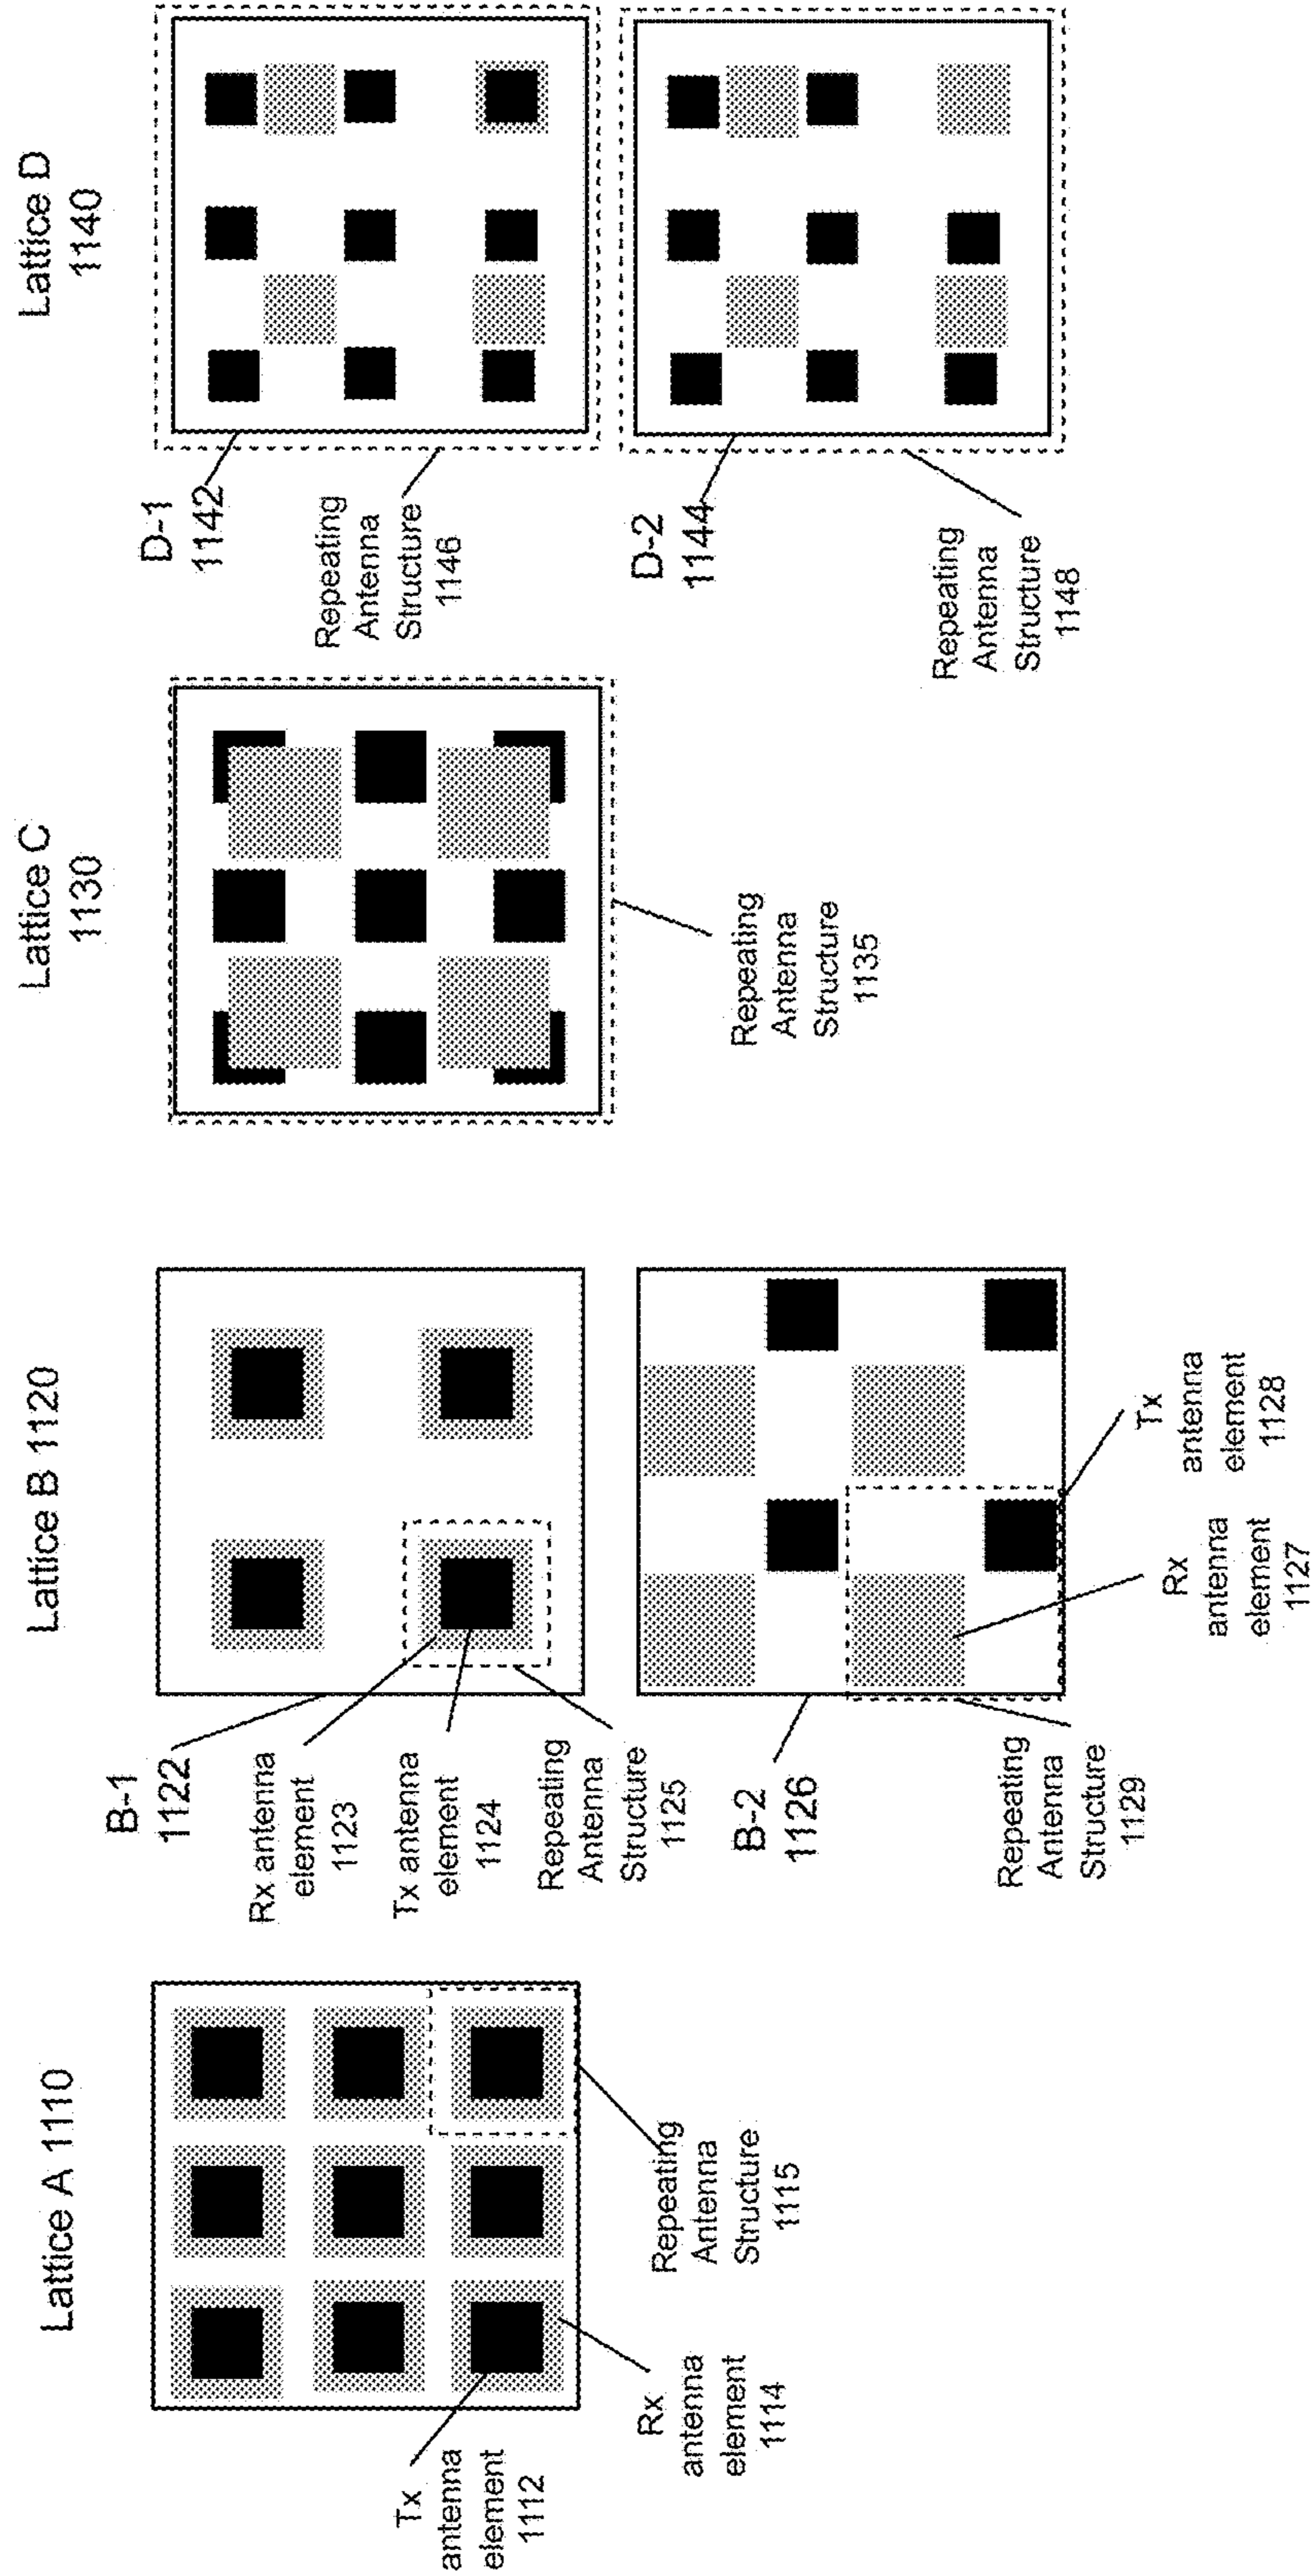 Lattice A 1110
Tx
antenna
element
1112
Rx
antenna
element
1114
Repeating
Antenna
Structure
1115
Lattice B 1120
B-1
1122
Rx antenna
element
1123
Tx antenna
element
1124
Repeating
Antenna
Structure
1125
B-2
1126
Repeating
Antenna
Structure
1129
Rx
antenna
element
1127
Tx
antenna
element
1128
Lattice C
1130
Repeating
Antenna
Structure
1135
Lattice D
1140
D-1
1142
Repeating
Antenna
Structure
1146
D-2
1144
Repeating
Antenna
Structure
1148